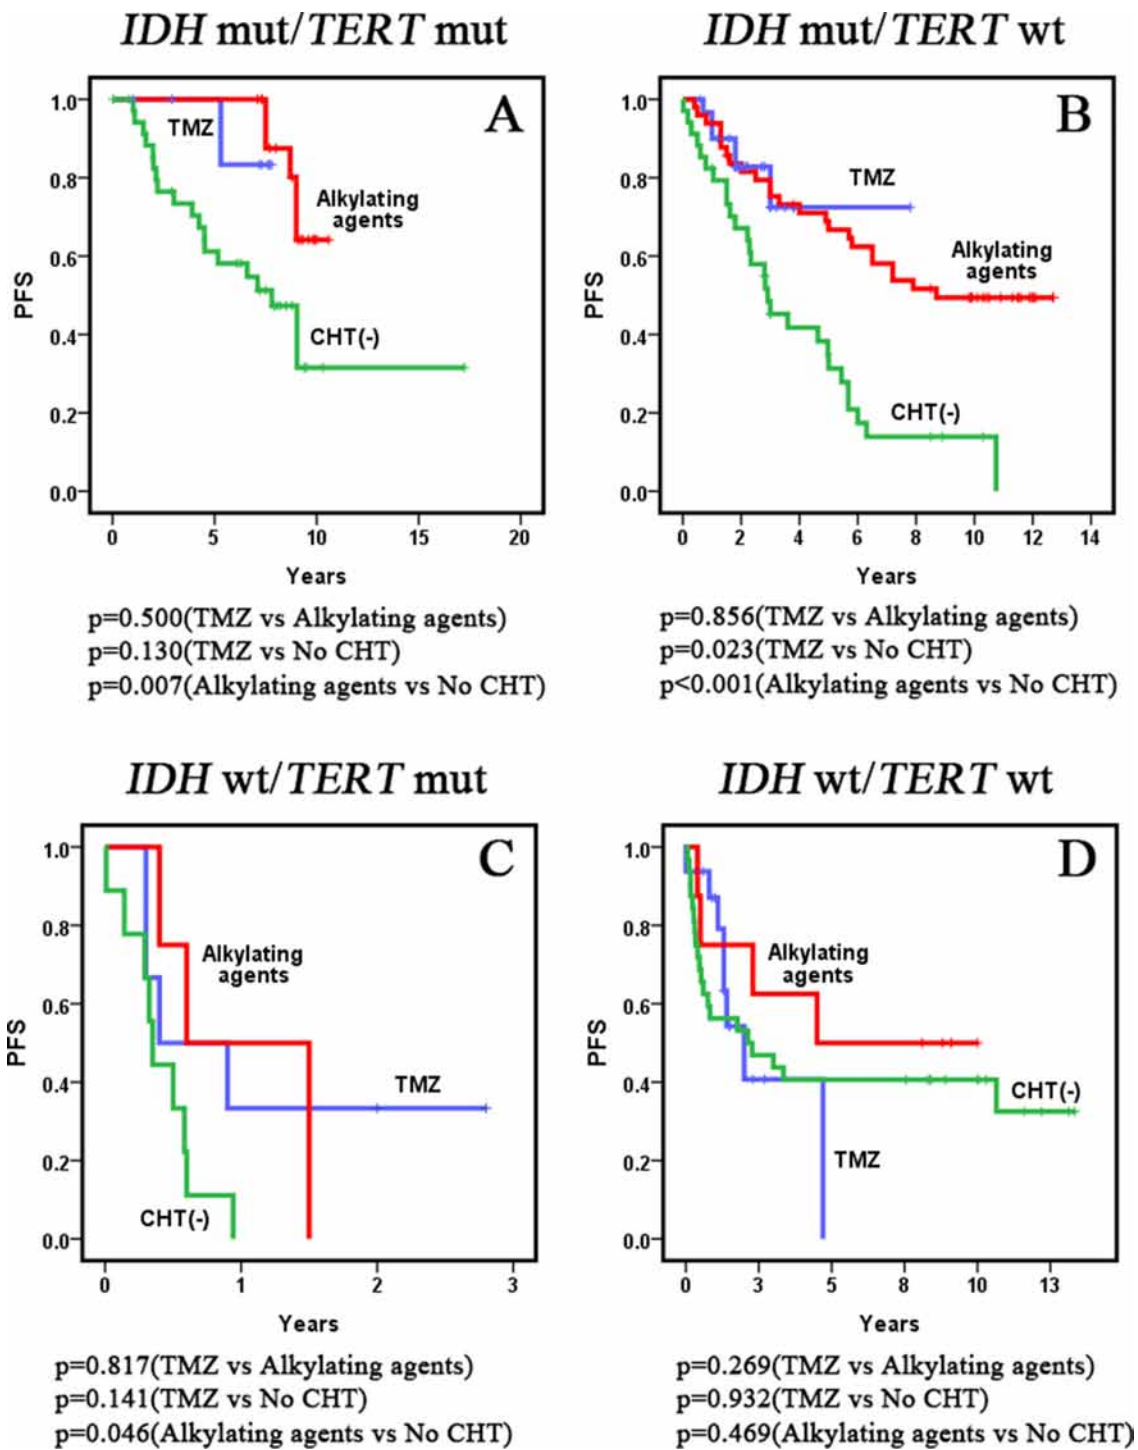 IDH mut/TERT mut
A
1.0
0.8
0.6
0.4
0.2
0.0
PFS
TMZ
Alkylating
agents
CHT(-)
0 5 10 15 20
Years
p=0.500(TMZ vs Alkylating agents)
p=0.130(TMZ vs No CHT)
p=0.007(Alkylating agents vs No CHT)
IDH mut/TERT wt
B
1.0
0.8
0.6
0.4
0.2
0.0
PFS
TMZ
Alkylating
agents
CHT(-)
0 2 4 6 8 10 12 14
Years
p=0.856(TMZ vs Alkylating agents)
p=0.023(TMZ vs No CHT)
p<0.001(Alkylating agents vs No CHT)
IDH wt/TERT mut
C
1.0
0.8
0.6
0.4
0.2
0.0
PFS
Alkylating
agents
TMZ
CHT(-)
0 1 2 3
Years
p=0.817(TMZ vs Alkylating agents)
p=0.141(TMZ vs No CHT)
p=0.046(Alkylating agents vs No CHT)
IDH wt/TERT wt
D
1.0
0.8
0.6
0.4
0.2
0.0
PFS
Alkylating
agents
CHT(-)
TMZ
0 3 5 8 10 13
Years
p=0.269(TMZ vs Alkylating agents)
p=0.932(TMZ vs No CHT)
p=0.469(Alkylating agents vs No CHT)